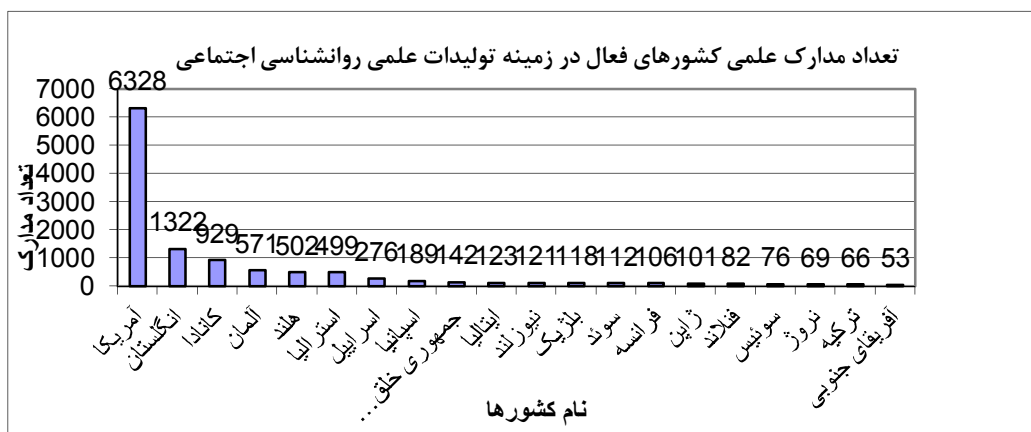 تعداد مدارک علمی کشورهای فعال در زمینه تولیدات علمی روانشناسی اجتماعی
تعداد مدارک
7000
6000
5000
4000
3000
2000
1000
0
6328
1322
929
571
502
499
276
189
142
123
121
118
112
106
101
82
76
69
66
53
آمریکا
انگلستان
کانادا
آلمان
هلند
استرالیا
اسراییل
اسپانیا
جمهوری خلق...
ایتالیا
نیوزلند
بلژیک
سوئد
فرانسه
ژاپن
فنلاند
سوئیس
نروژ
ترکیه
آفریقای جنوبی
نام کشورها